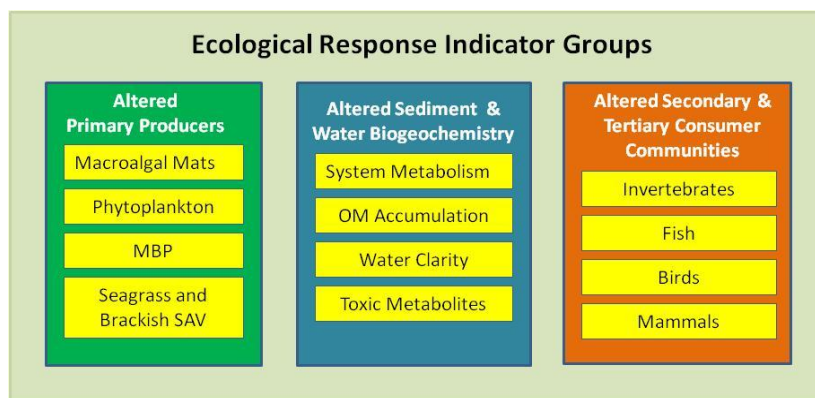 Ecological Response Indicator Groups
Altered
Primary Producers
Macroalgal Mats
Phytoplankton
MBP
Seagrass and
Brackish SAV
Altered Sediment &
Water Biogeochemistry
System Metabolism
OM Accumulation
Water Clarity
Toxic Metabolites
Altered Secondary &
Tertiary Consumer
Communities
Invertebrates
Fish
Birds
Mammals